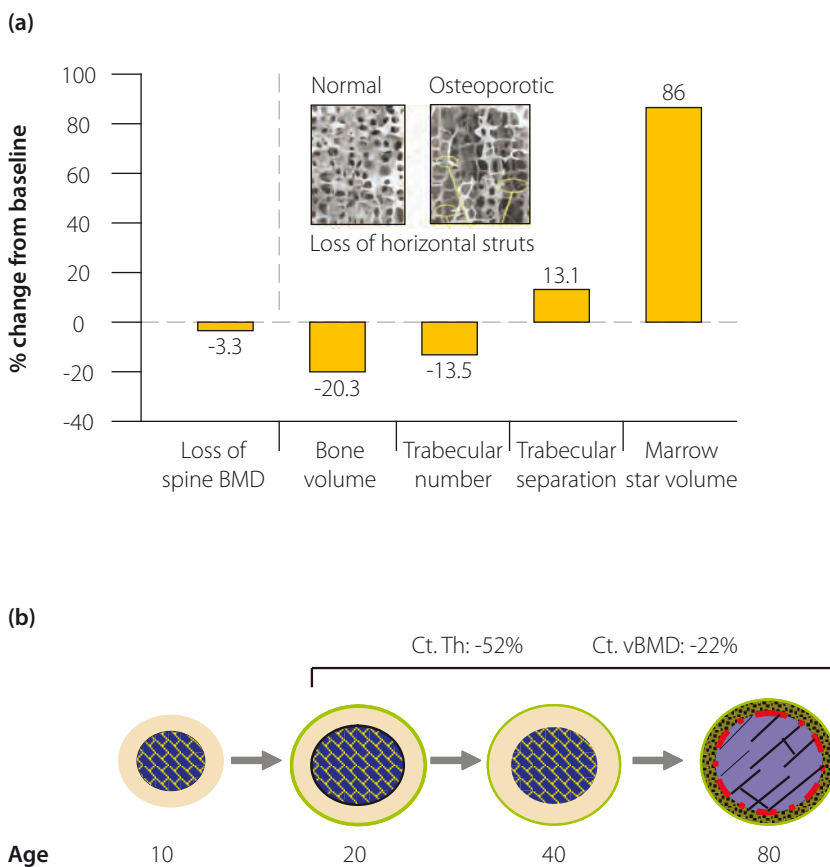 (a)
% change from baseline
100
80
60
40
20
0
-20
-40
Normal Osteoporotic
Loss of horizontal struts
-3.3
-20.3
-13.5
13.1
86
Loss of
spine BMD
Bone
volume
Trabecular
number
Trabecular
separation
Marrow
star volume
(b)
Ct. Th: -52% Ct. vBMD: -22%
Age 10 20 40 80